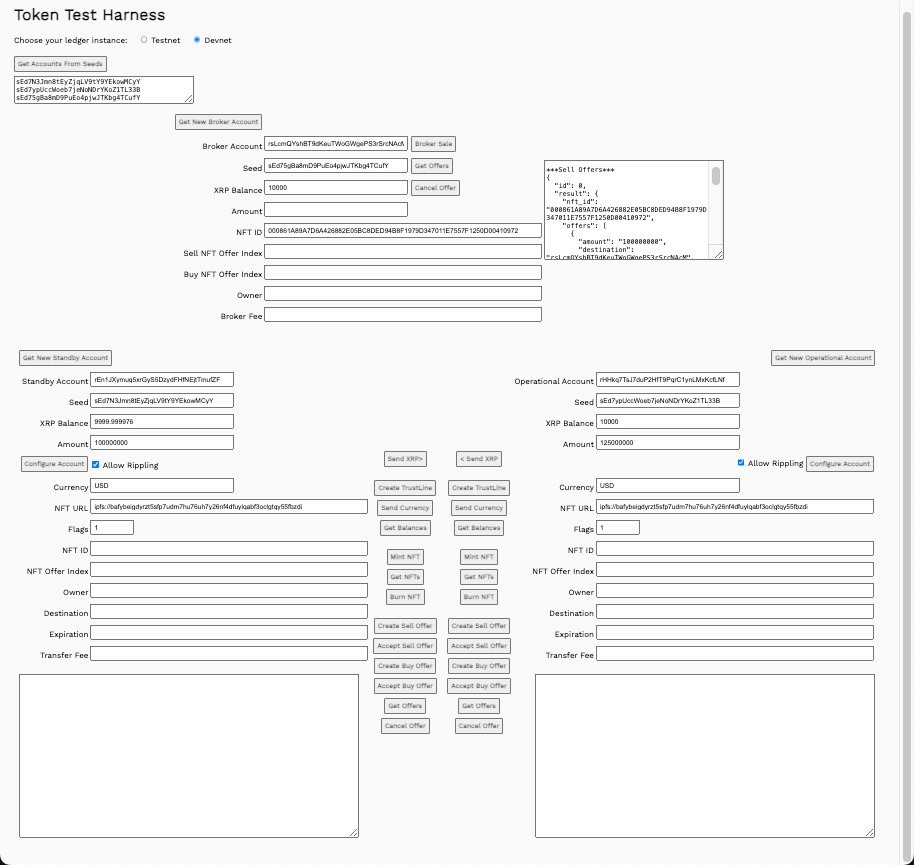 Token Test Harness
Choose your ledger instance: Testnet Devnet
Get Accounts From Seeds
sEd7N3Jmn8tEyZjqLV9tY9YEkowMCyY
sEd7ypUccWoeb7jeNoNDrYKoZ1TL33B
sEd75gBa8mD9PuEo4pjwJTKbg4TCufY
Get New Broker Account
Broker Account rsLcmQYshBT9dKeuTWoGWgePS3rSrcNAcM Broker Sale
Seed sEd75gBa8mD9PuEo4pjwJTKbg4TCufY Get Offers
XRP Balance 10000 Cancel Offer
Amount
NFT ID 000861A89A7D6A426882E05BC8DED94B8F1979D347011E7557F1250D00410972
Sell NFT Offer Index
Buy NFT Offer Index
Owner
Broker Fee
***Sell Offers***
{
"id": 0,
"result": {
"nft_id":
"000861A89A7D6A426882E05BC8DED94B8F1979D
347011E7557F1250D00410972",
"offers": [
{
"amount": "100000000",
"destination":
"rsLcmQYshBT9dKeuTWoGWgePS3rSrcNAcM",
Get New Standby Account
Standby Account rEn1JXymuq5xrGyS5DzydFHfNEjtTmufZF
Seed sEd7N3Jmn8tEyZjqLV9tY9YEkowMCyY
XRP Balance 9999.999976
Amount 100000000
Configure Account Allow Rippling
Currency USD
NFT URL ipfs://bafybeigdyrzt5sfp7udm7hu76uh7y26nf4dfuylqabf3oclgtqy55fbzdi
Flags 1
NFT ID
NFT Offer Index
Owner
Destination
Expiration
Transfer Fee
Send XRP> < Send XRP
Create TrustLine Create TrustLine
Send Currency Send Currency
Get Balances Get Balances
Mint NFT Mint NFT
Get NFTs Get NFTs
Burn NFT Burn NFT
Create Sell Offer Create Sell Offer
Accept Sell Offer Accept Sell Offer
Create Buy Offer Create Buy Offer
Accept Buy Offer Accept Buy Offer
Get Offers Get Offers
Cancel Offer Cancel Offer
Get New Operational Account
Operational Account rHHkq7TsJ7duP2HfT9PqrC1ynLMxKcfLNf
Seed sEd7ypUccWoeb7jeNoNDrYKoZ1TL33B
XRP Balance 10000
Amount 125000000
Allow Rippling Configure Account
Currency USD
NFT URL ipfs://bafybeigdyrzt5sfp7udm7hu76uh7y26nf4dfuylqabf3oclgtqy55fbzdi
Flags 1
NFT ID
NFT Offer Index
Owner
Destination
Expiration
Transfer Fee